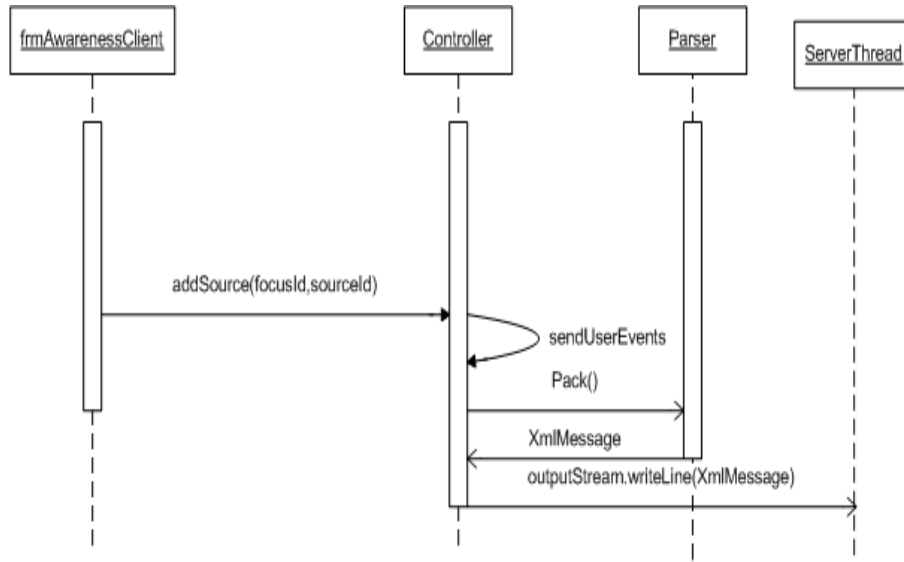 frmAwarenessClient
Controller
Parser
ServerThread
addSource(focusId,sourceId)
sendUserEvents
Pack()
XmlMessage
outputStream.writeLine(XmlMessage)